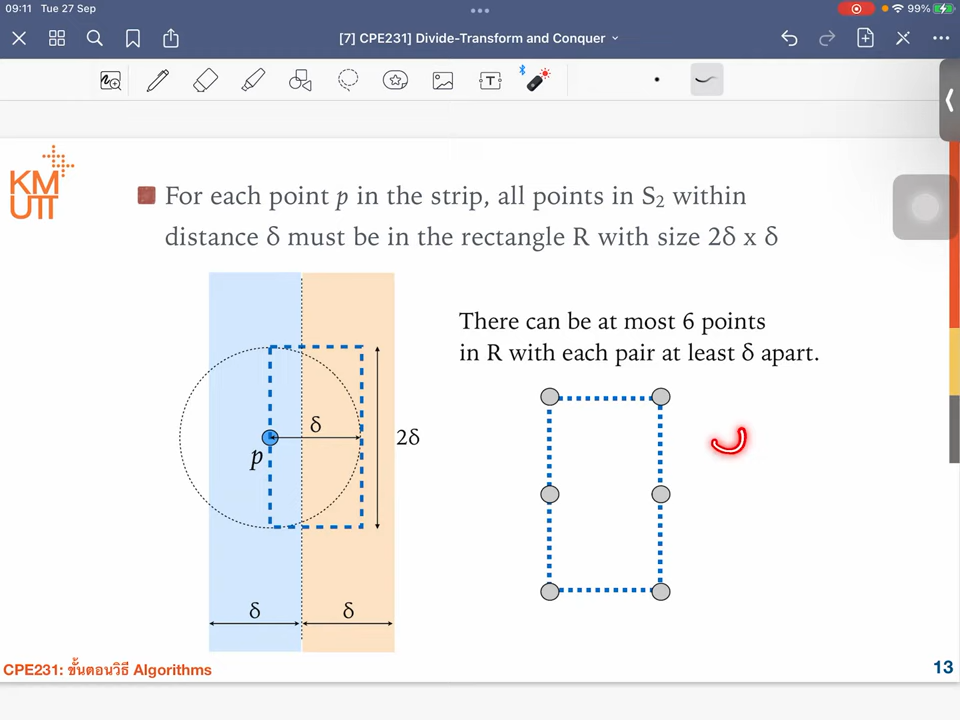 09:11 Tue 27 Sep
99%
[7] CPE231] Divide-Transform and Conquer
T
KM
UTT
For each point p in the strip, all points in S₂ within
distance δ must be in the rectangle R with size 2δ x δ
There can be at most 6 points
in R with each pair at least δ apart.
δ
2δ
p
δ δ
CPE231: ขั้นตอนวิธี Algorithms
13